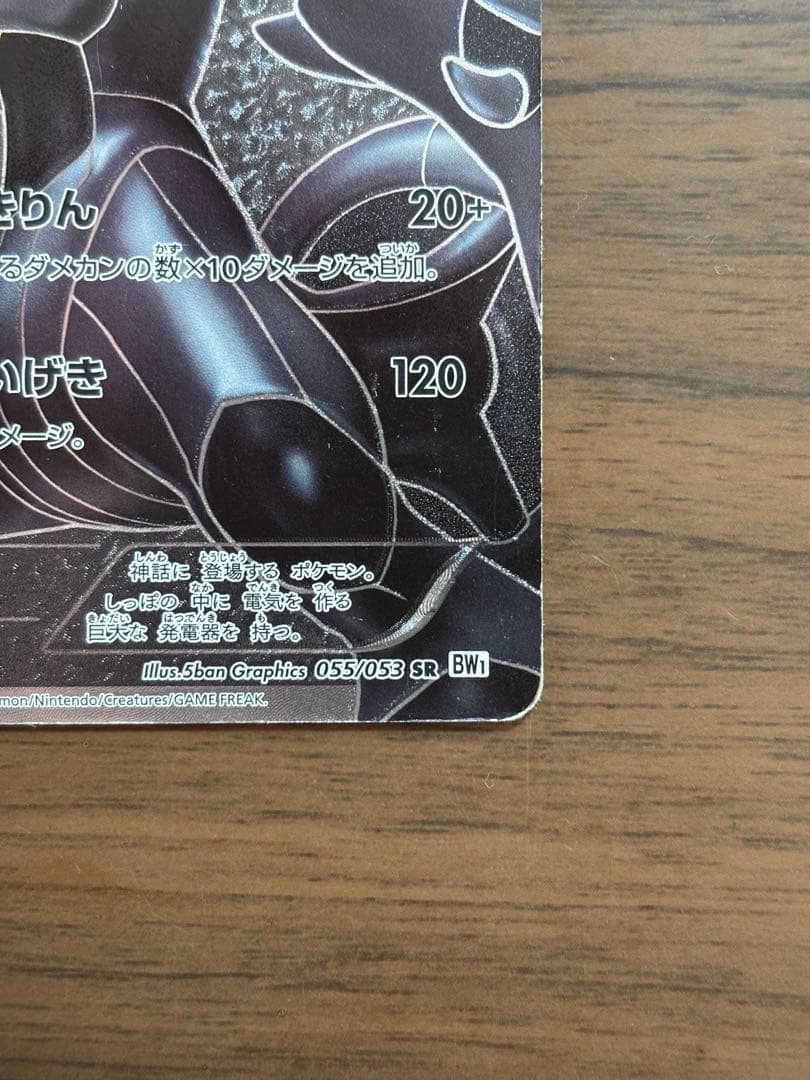 きりん 20+
るダメカンの数×10ダメージを追加。
いげき 120
メージ。
神話に 登場する ポケモン。
しっぽの 中に 電気を 作る
巨大な 発電器を 持つ。
Illus.5ban Graphics 055/053 SR BW1
mon/Nintendo/Creatures/GAME FREAK.